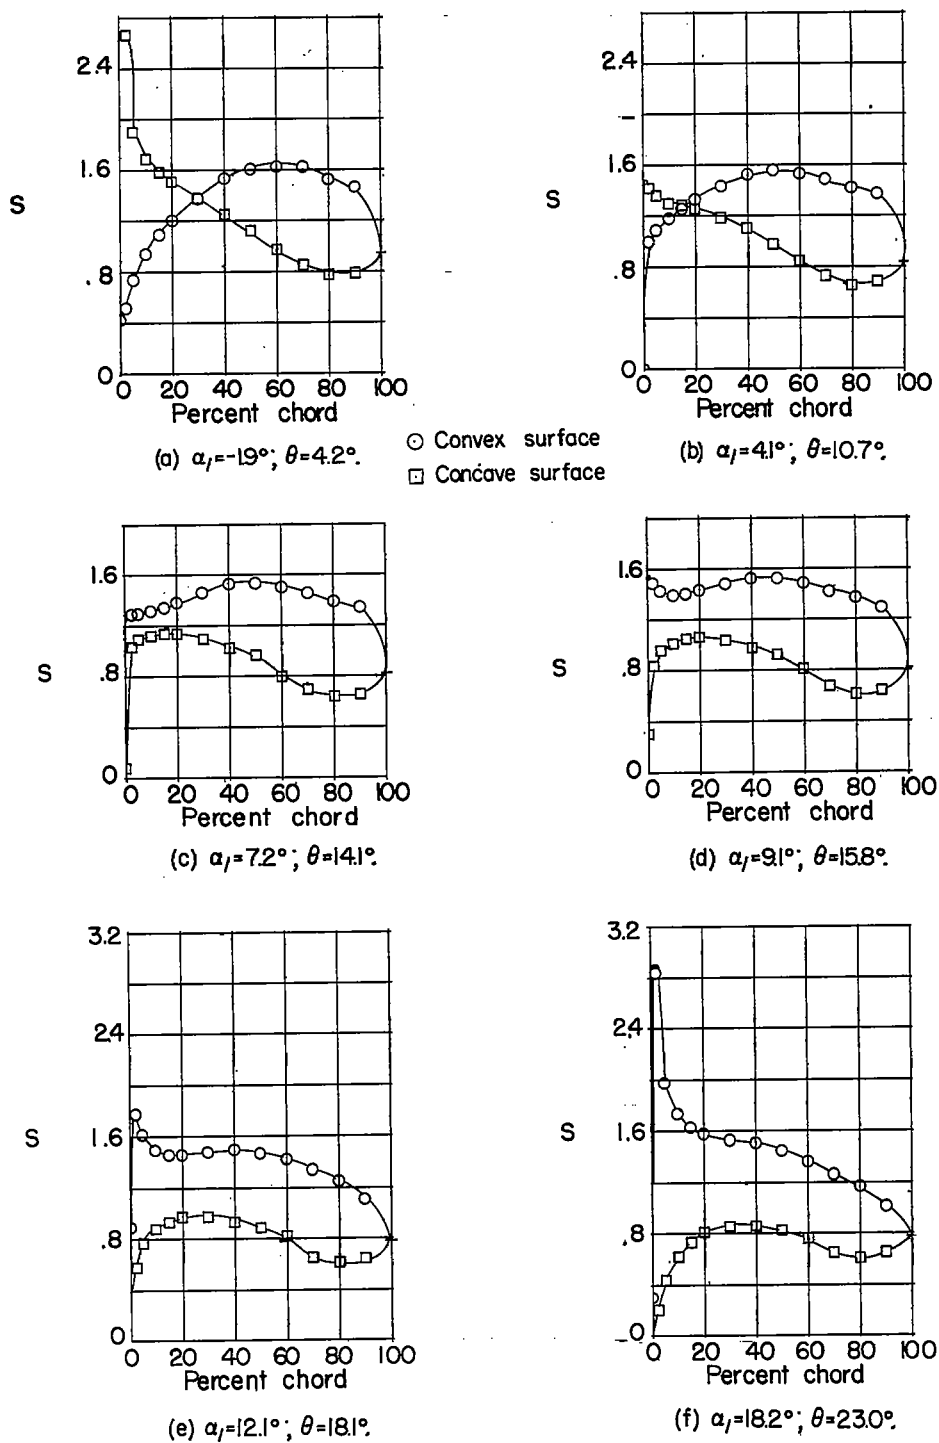 2.4
1.6
S
.8
0
0 20 40 60 80 100
Percent chord
(a) α₁=-1.9°; θ=4.2°.
2.4
1.6
S
.8
0
0 20 40 60 80 100
Percent chord
(b) α₁=4.1°; θ=10.7°.
Convex surface
Concave surface
1.6
S
.8
0
0 20 40 60 80 100
Percent chord
(c) α₁=7.2°; θ=14.1°.
1.6
S
.8
0
0 20 40 60 80 100
Percent chord
(d) α₁=9.1°; θ=15.8°.
3.2
2.4
1.6
S
.8
0
0 20 40 60 80 100
Percent chord
(e) α₁=12.1°; θ=18.1°.
3.2
2.4
1.6
S
.8
0
0 20 40 60 80 100
Percent chord
(f) α₁=18.2°; θ=23.0°.